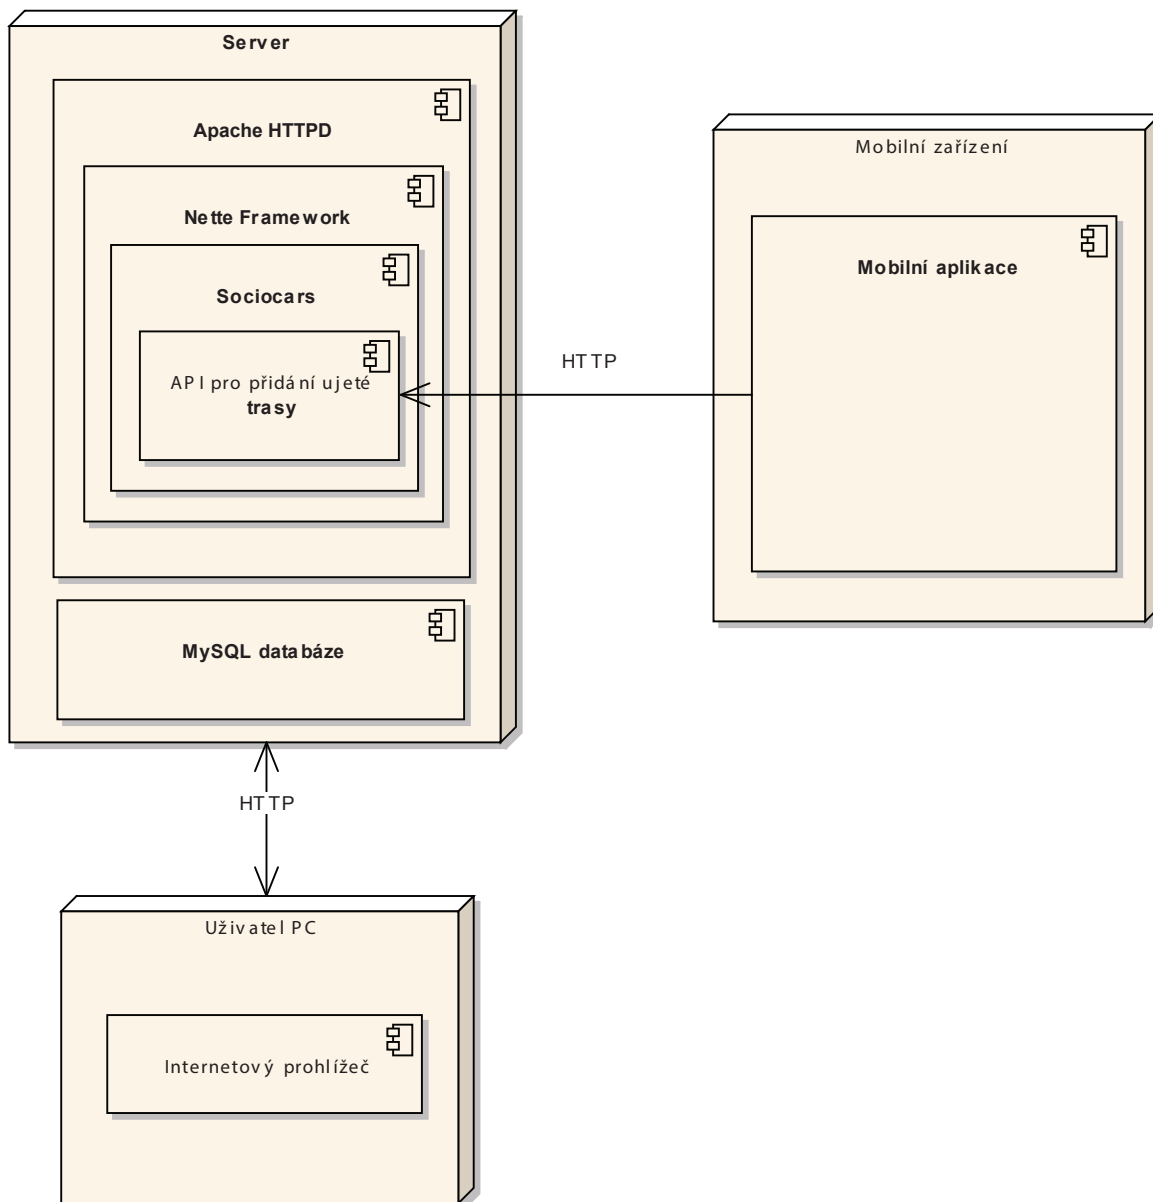 Server
Apache HTTPD
Nette Framework
Sociocars
API pro přidání ujeté
trasy
MySQL databáze
HTTP
Mobilní zařízení
Mobilní aplikace
HTTP
Uživatel PC
Internetový prohlížeč